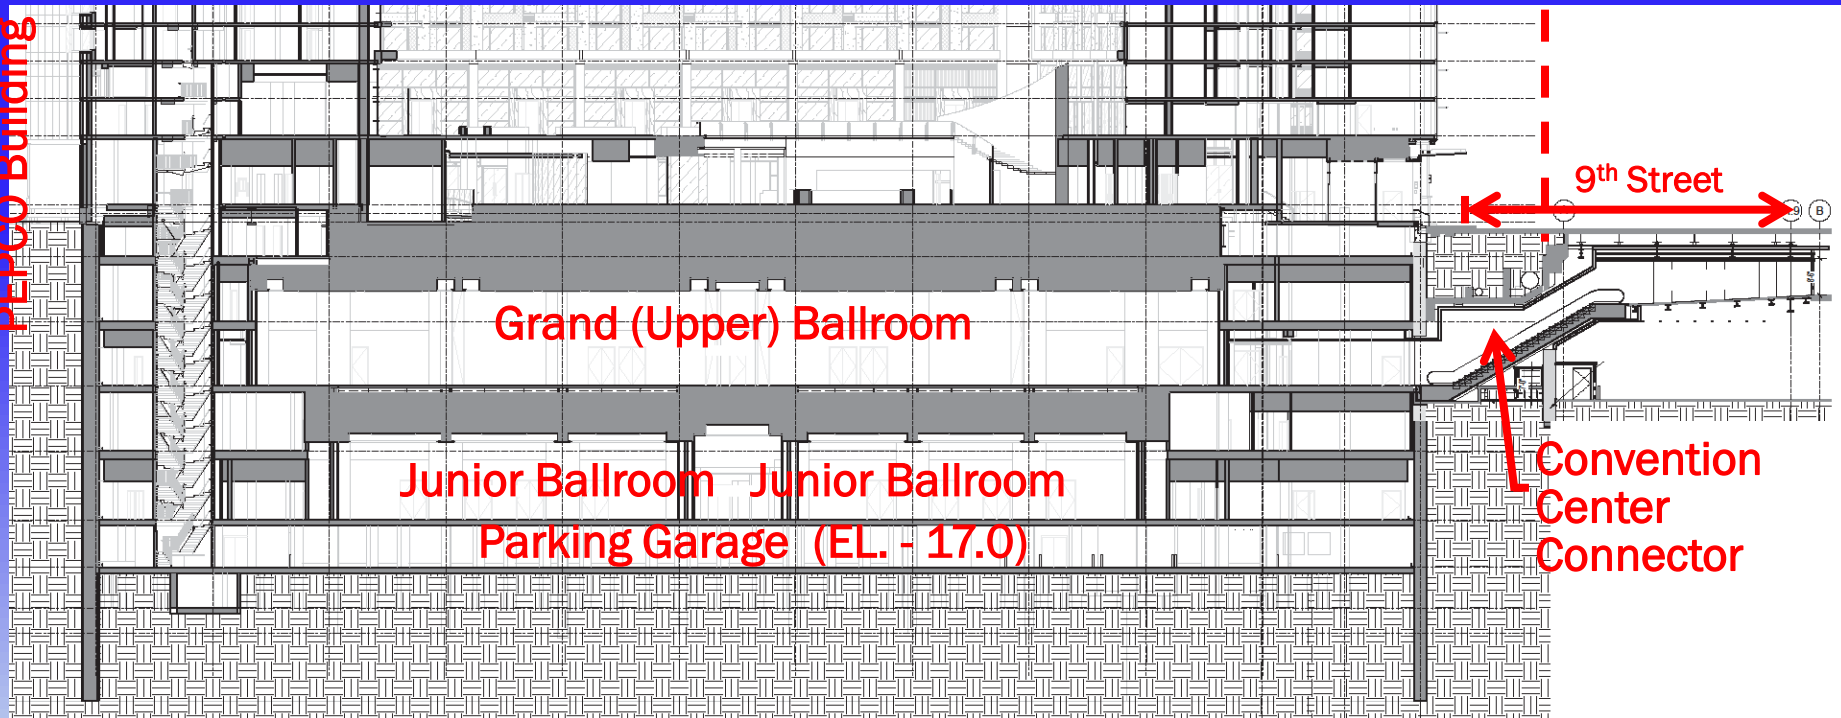 PEPCO Building
9th Street
B
Grand (Upper) Ballroom
Junior Ballroom Junior Ballroom
Parking Garage (EL. - 17.0)
Convention
Center
Connector